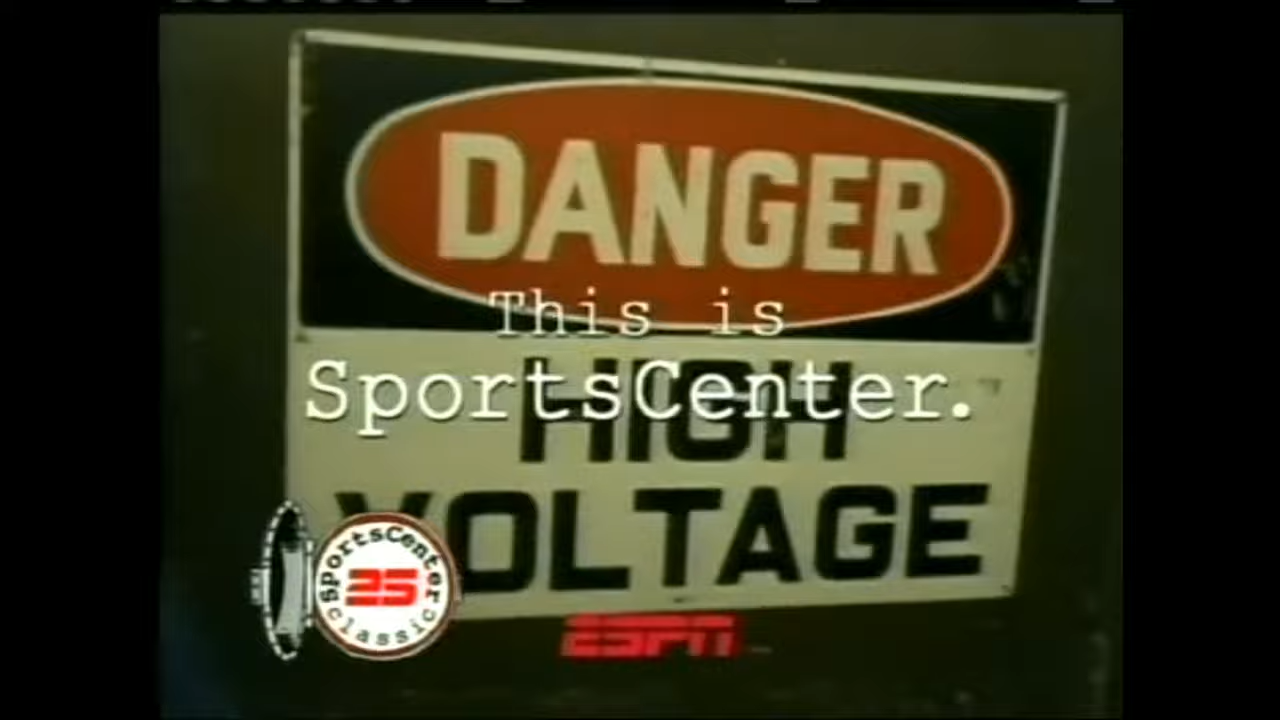 DANGER
This is
SportsCenter.
HIGH
VOLTAGE
SportsCenter
25
classic
ESPN